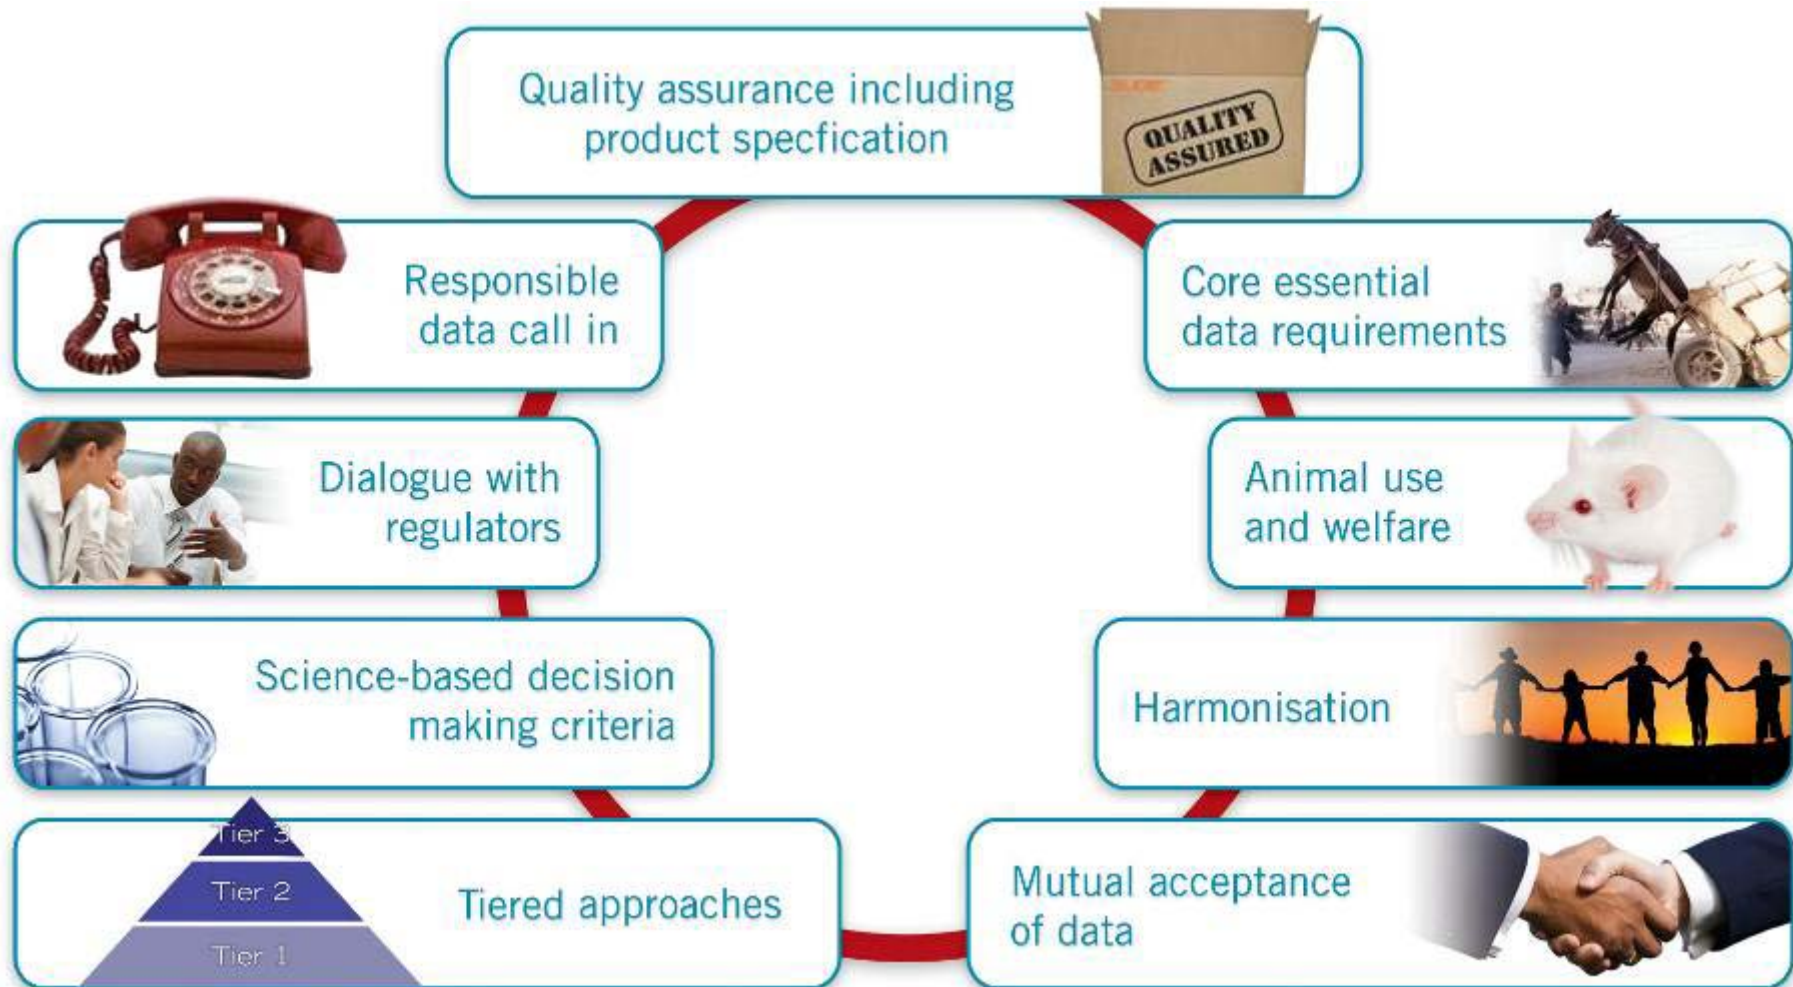 Quality assurance including
product specfication
QUALITY
ASSURED
Responsible
data call in
Core essential
data requirements
Dialogue with
regulators
Animal use
and welfare
Science-based decision
making criteria
Harmonisation
Tier 3
Tier 2
Tier 1
Tiered approaches
Mutual acceptance
of data